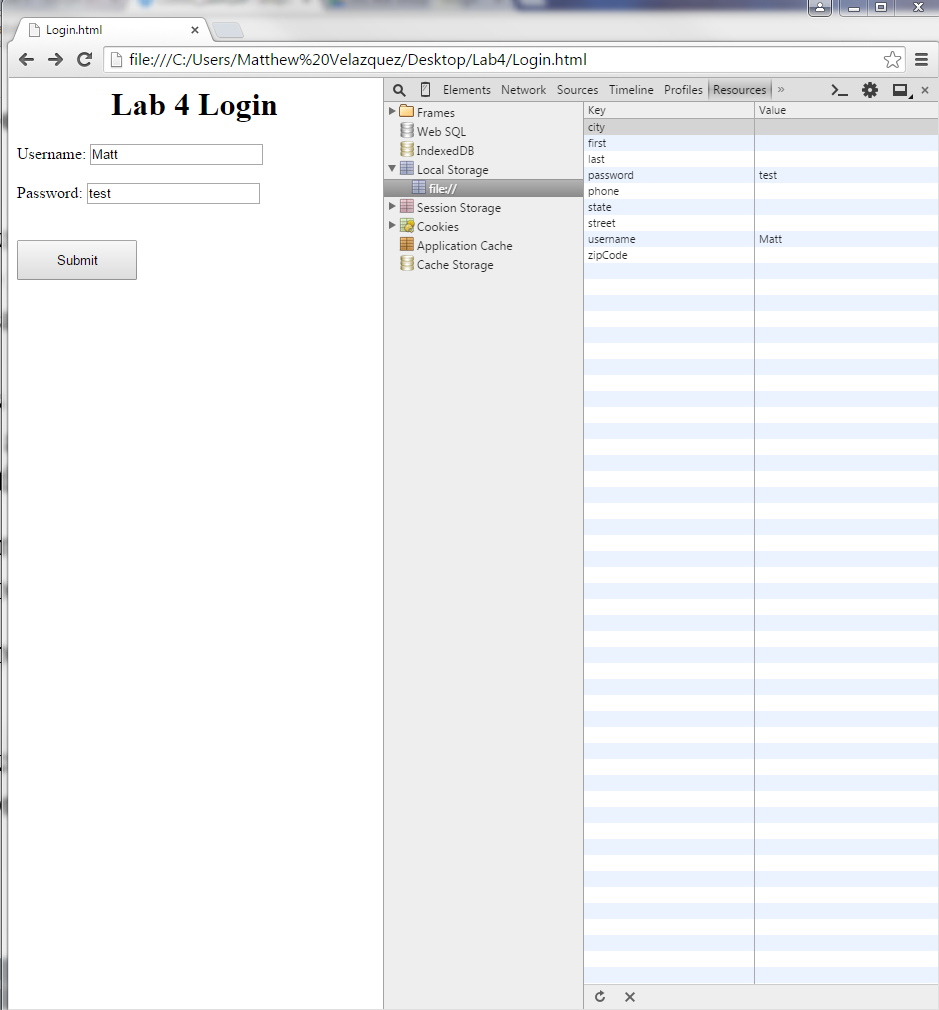 Login.html
file:///C:/Users/Matthew%20Velazquez/Desktop/Lab4/Login.html
Lab 4 Login
Username: Matt
Password: test
Submit
Elements Network Sources Timeline Profiles Resources »
Frames
Web SQL
IndexedDB
Local Storage
file://
Session Storage
Cookies
Application Cache
Cache Storage
Key Value
city
first
last
password test
phone
state
street
username Matt
zipCode